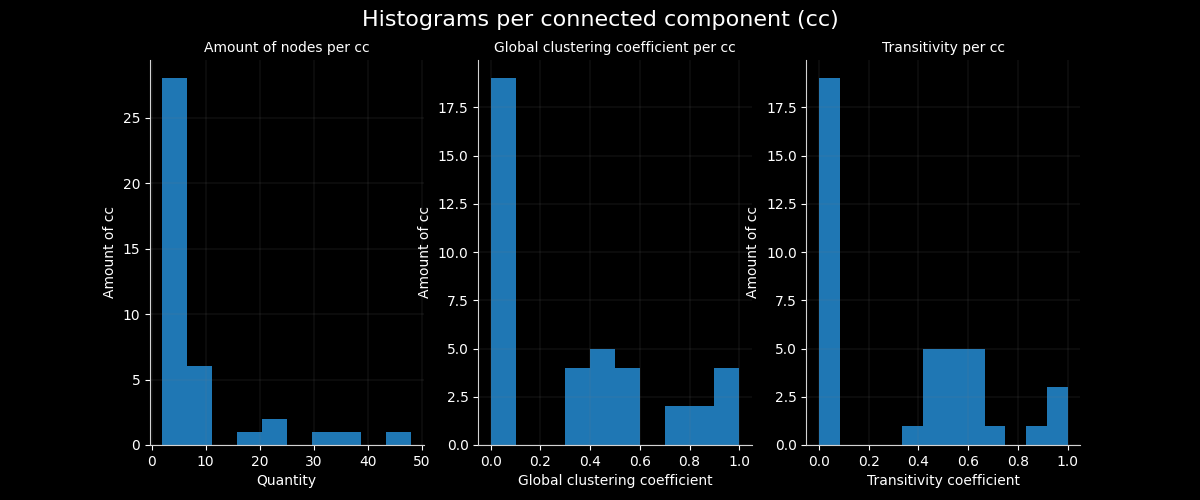 Histograms per connected component (cc)
Amount of nodes per cc
Amount of cc
25
20
15
10
5
0
0 10 20 30 40 50
Quantity
Global clustering coefficient per cc
Amount of cc
17.5
15.0
12.5
10.0
7.5
5.0
2.5
0.0
0.0 0.2 0.4 0.6 0.8 1.0
Global clustering coefficient
Transitivity per cc
Amount of cc
17.5
15.0
12.5
10.0
7.5
5.0
2.5
0.0
0.0 0.2 0.4 0.6 0.8 1.0
Transitivity coefficient